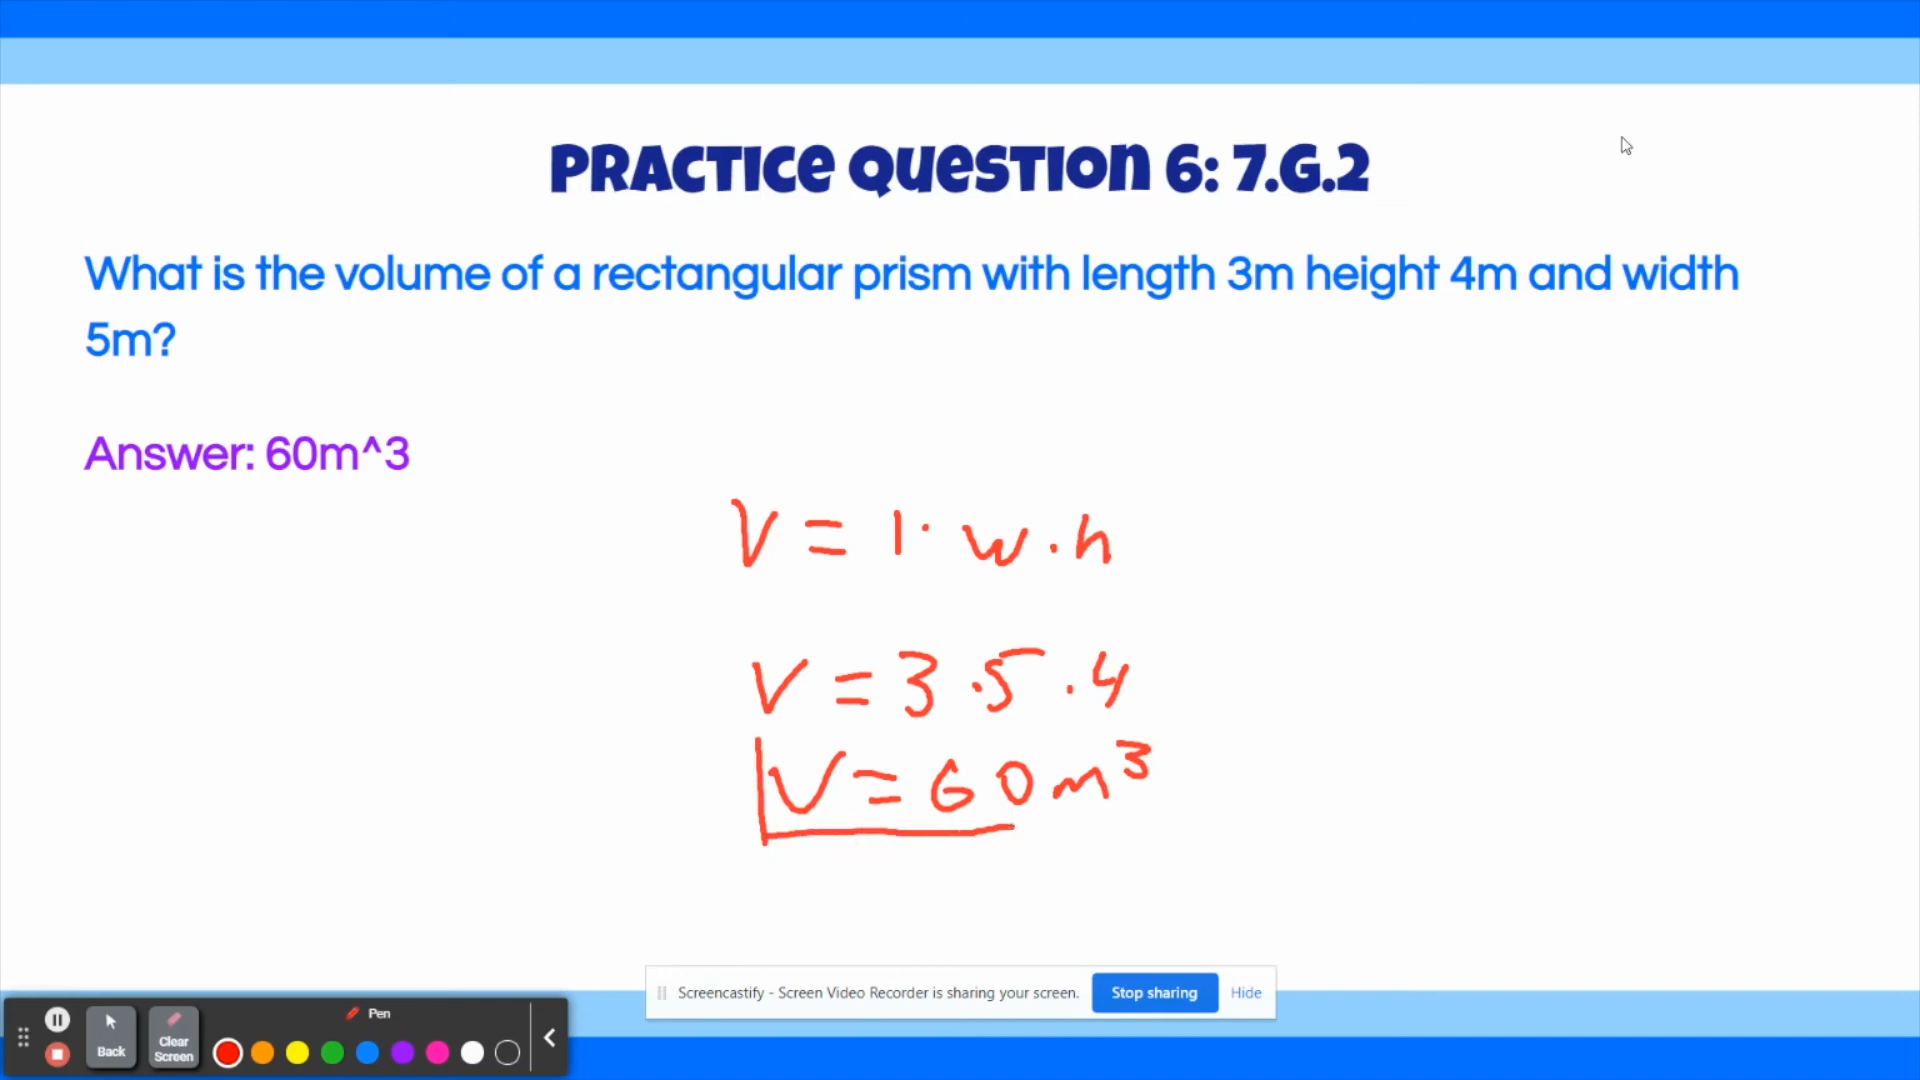 PRACTICE QUESTION 6: 7.G.2
What is the volume of a rectangular prism with length 3m height 4m and width
5m?
Answer: 60m^3
V = l · w · h
V = 3 · 5 · 4
V = 60 m³
Screencastify - Screen Video Recorder is sharing your screen.
Stop sharing
Hide
Pen
Back
Clear
Screen